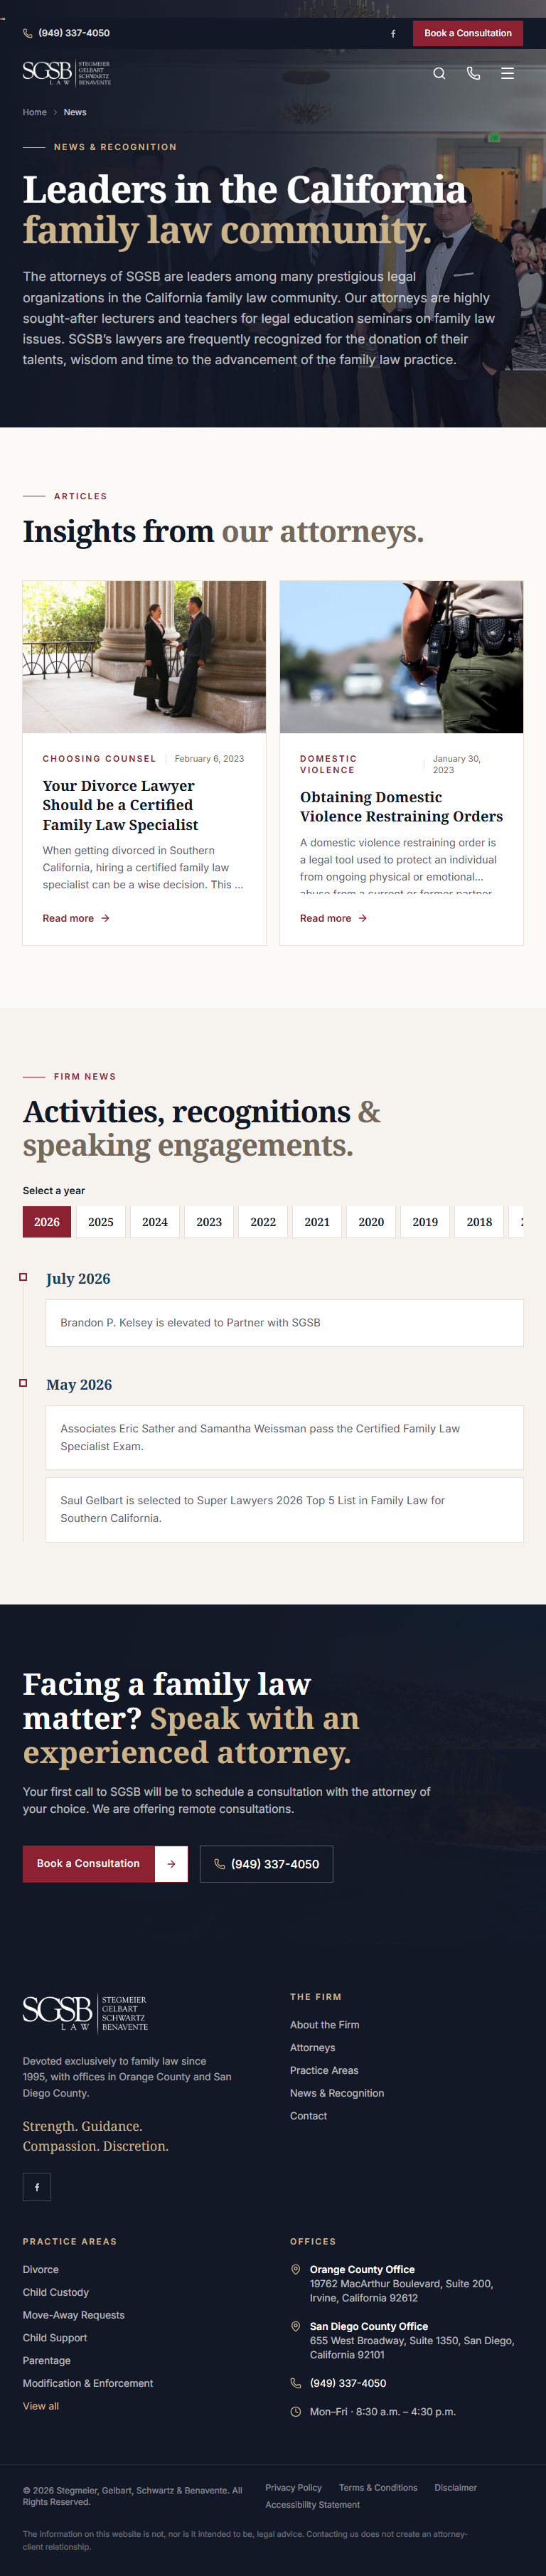 (949) 337-4050
Book a Consultation
SGSB
LAW
STEGMEIER
GELBART
SCHWARTZ
BENAVENTE
Home > News
NEWS & RECOGNITION
Leaders in the California
family law community.
The attorneys of SGSB are leaders among many prestigious legal
organizations in the California family law community. Our attorneys are highly
sought-after lecturers and teachers for legal education seminars on family law
issues. SGSB's lawyers are frequently recognized for the donation of their
talents, wisdom and time to the advancement of the family law practice.
ARTICLES
Insights from our attorneys.
CHOOSING COUNSEL | February 6, 2023
Your Divorce Lawyer
Should be a Certified
Family Law Specialist
When getting divorced in Southern
California, hiring a certified family law
specialist can be a wise decision. This ...
Read more →
DOMESTIC
VIOLENCE
January 30,
2023
Obtaining Domestic
Violence Restraining Orders
A domestic violence restraining order is
a legal tool used to protect an individual
from ongoing physical or emotional...
abuse from a current or former partner
Read more →
FIRM NEWS
Activities, recognitions &
speaking engagements.
Select a year
2026 2025 2024 2023 2022 2021 2020 2019 2018
July 2026
Brandon P. Kelsey is elevated to Partner with SGSB
May 2026
Associates Eric Sather and Samantha Weissman pass the Certified Family Law
Specialist Exam.
Saul Gelbart is selected to Super Lawyers 2026 Top 5 List in Family Law for
Southern California.
Facing a family law
matter? Speak with an
experienced attorney.
Your first call to SGSB will be to schedule a consultation with the attorney of
your choice. We are offering remote consultations.
Book a Consultation →
(949) 337-4050
SGSB
LAW
STEGMEIER
GELBART
SCHWARTZ
BENAVENTE
Devoted exclusively to family law since
1995, with offices in Orange County and San
Diego County.
Strength. Guidance.
Compassion. Discretion.
THE FIRM
About the Firm
Attorneys
Practice Areas
News & Recognition
Contact
PRACTICE AREAS
Divorce
Child Custody
Move-Away Requests
Child Support
Parentage
Modification & Enforcement
View all
OFFICES
Orange County Office
19762 MacArthur Boulevard, Suite 200,
Irvine, California 92612
San Diego County Office
655 West Broadway, Suite 1350, San Diego,
California 92101
(949) 337-4050
Mon–Fri · 8:30 a.m. – 4:30 p.m.
© 2026 Stegmeier, Gelbart, Schwartz & Benavente. All
Rights Reserved.
Privacy Policy Terms & Conditions Disclaimer
Accessibility Statement
The information on this website is not, nor is it intended to be, legal advice. Contacting us does not create an attorney-
client relationship.